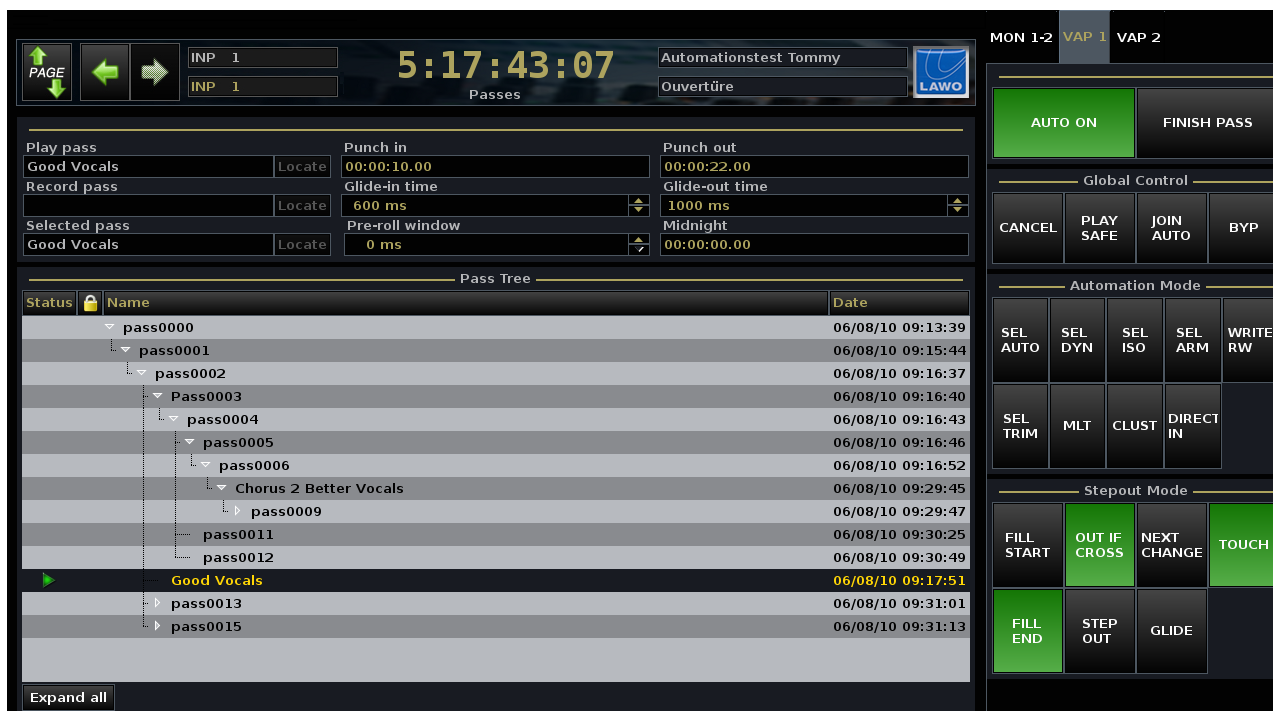 PAGE
INP 1
INP 1
5:17:43:07
Passes
Automationstest Tommy
Ouvertüre
LAWO
MON 1-2 VAP 1 VAP 2
AUTO ON FINISH PASS
Play pass Punch in Punch out
Good Vocals Locate 00:00:10.00 00:00:22.00
Record pass Glide-in time Glide-out time
Locate 600 ms 1000 ms
Selected pass Pre-roll window Midnight
Good Vocals Locate 0 ms 00:00:00.00
Pass Tree
Status Name Date
pass0000 06/08/10 09:13:39
pass0001 06/08/10 09:15:44
pass0002 06/08/10 09:16:37
Pass0003 06/08/10 09:16:40
pass0004 06/08/10 09:16:43
pass0005 06/08/10 09:16:46
pass0006 06/08/10 09:16:52
Chorus 2 Better Vocals 06/08/10 09:29:45
pass0009 06/08/10 09:29:47
pass0011 06/08/10 09:30:25
pass0012 06/08/10 09:30:49
Good Vocals 06/08/10 09:17:51
pass0013 06/08/10 09:31:01
pass0015 06/08/10 09:31:13
Expand all
Global Control
CANCEL
PLAY
SAFE
JOIN
AUTO
BYP
Automation Mode
SEL
AUTO
SEL
DYN
SEL
ISO
SEL
ARM
WRITE
RW
SEL
TRIM
MLT
CLUST
DIRECT
IN
Stepout Mode
FILL
START
OUT IF
CROSS
NEXT
CHANGE
TOUCH
FILL
END
STEP
OUT
GLIDE